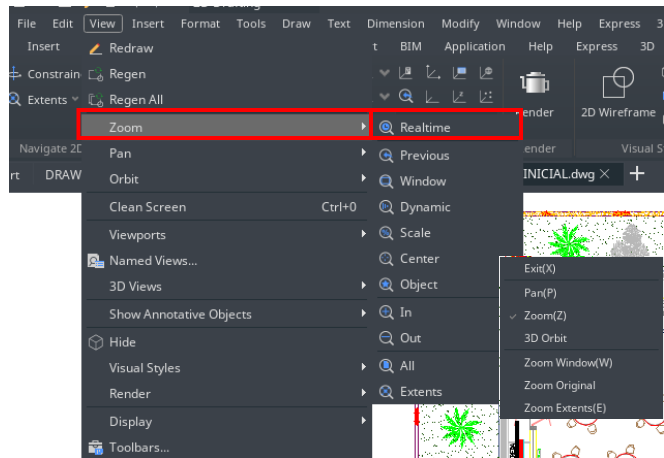 File Edit View Insert Format Tools Draw Text Dimension Modify Window Help Express 3
Insert Redraw t BIM Application Help Express 3D
Constrain Regen
Extents Regen All
ender 2D Wireframe
Zoom Realtime
Navigate 2D Pan Previous ender Visual S
rt DRAW Orbit Window INICIAL.dwg
Clean Screen Ctrl+0 Dynamic
Viewports Scale
Named Views... Center
3D Views Object
Show Annotative Objects In
Hide Out
Visual Styles All
Render Extents
Display
Toolbars...
Exit(X)
Pan(P)
Zoom(Z)
3D Orbit
Zoom Window(W)
Zoom Original
Zoom Extents(E)